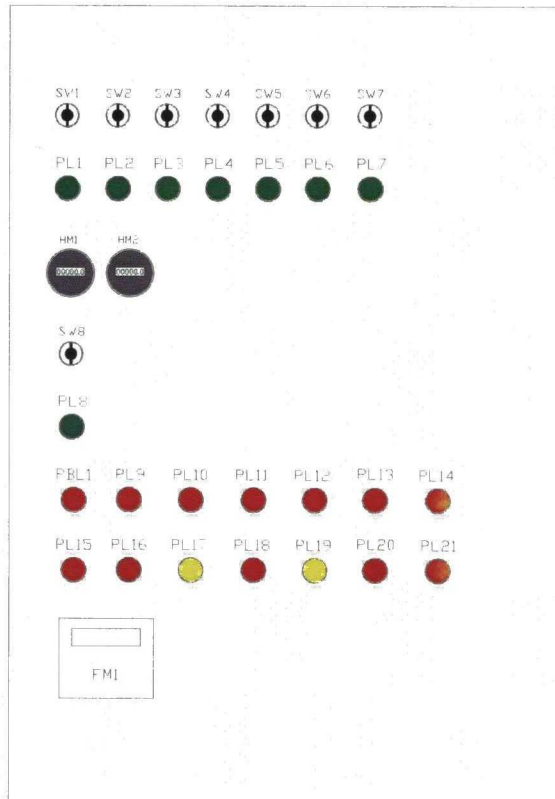 SW1 SW2 SW3 SW4 SW5 SW6 SW7
PL1 PL2 PL3 PL4 PL5 PL6 PL7
HM1 HM2
00000.0 00000.0
SW8
PL8
PBL1 PL9 PL10 PL11 PL12 PL13 PL14
PL15 PL16 PL17 PL18 PL19 PL20 PL21
FM1